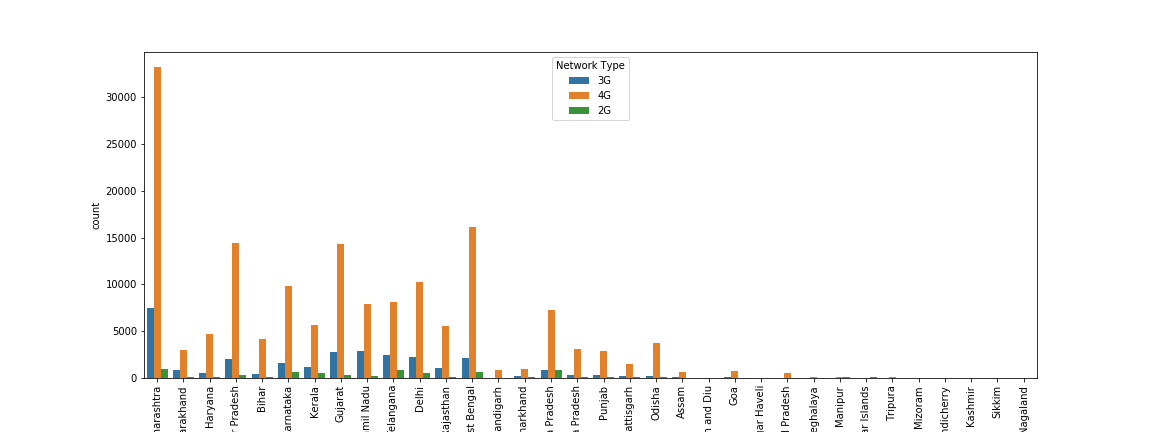 Network Type
3G
4G
2G
30000
25000
20000
15000
10000
5000
0
count
arashtra
arakhand
Haryana
r Pradesh
Bihar
arnataka
Kerala
Gujarat
mil Nadu
elangana
Delhi
ajasthan
st Bengal
andigarh
harkhand
Pradesh
a Pradesh
Punjab
attisgarh
Odisha
Assam
n and Diu
Goa
gar Haveli
l Pradesh
eghalaya
Manipur
ar Islands
Tripura
Mizoram
ndicherry
Kashmir
Sikkim
Nagaland